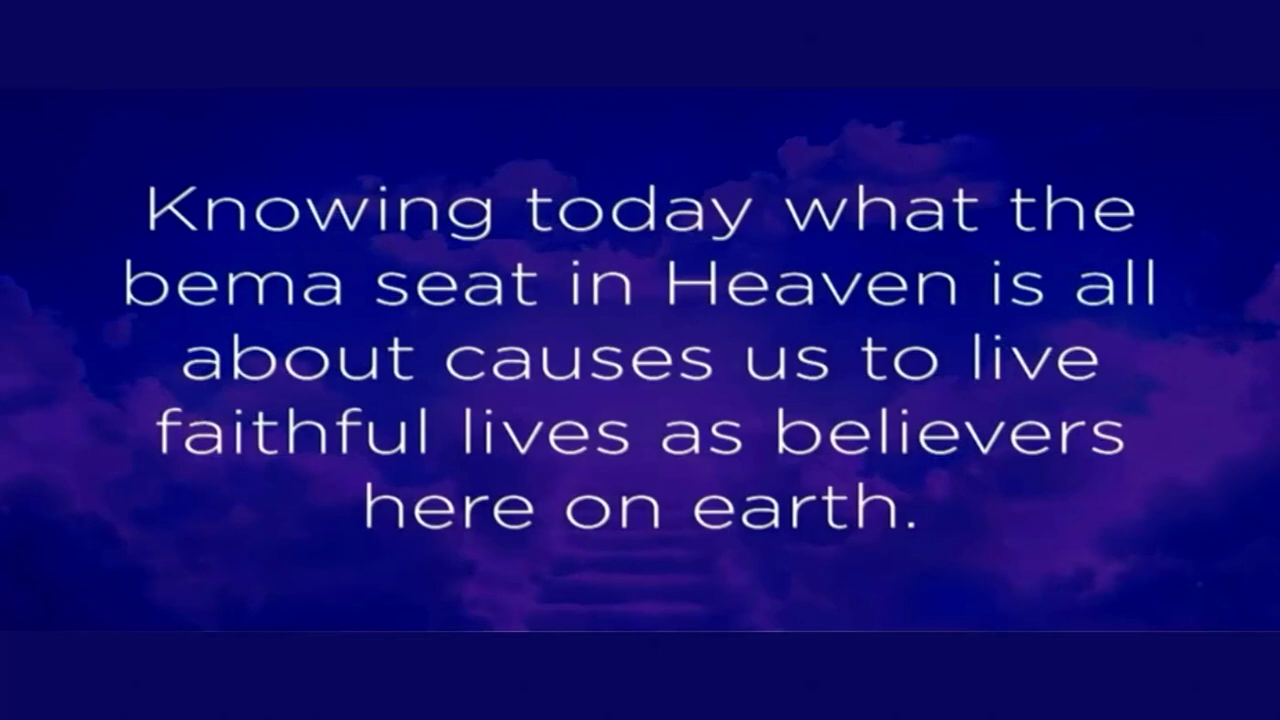 Knowing today what the
bema seat in Heaven is all
about causes us to live
faithful lives as believers
here on earth.